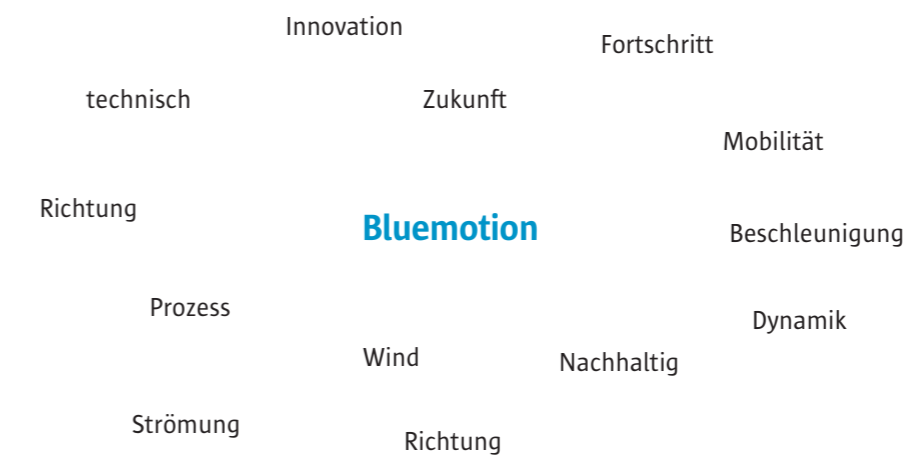 Innovation
Fortschritt
technisch
Zukunft
Mobilität
Richtung
Bluemotion
Beschleunigung
Prozess
Dynamik
Wind
Nachhaltig
Strömung
Richtung